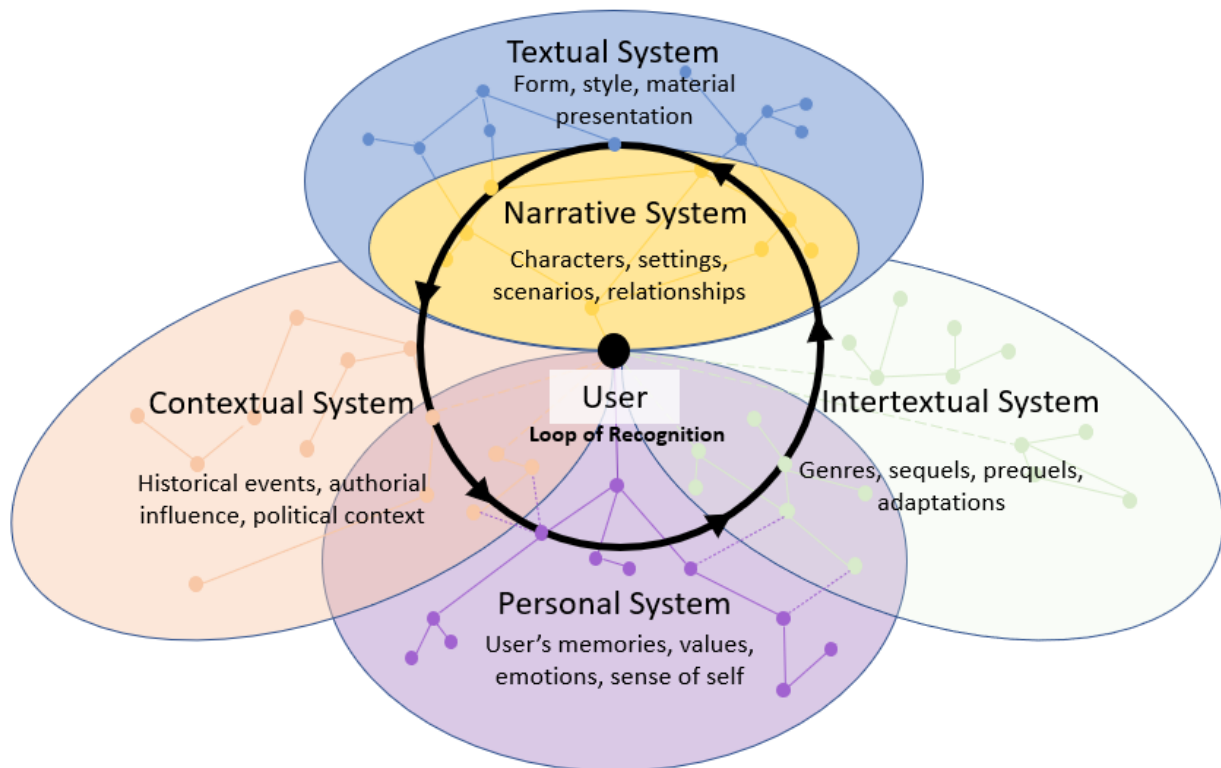 Textual System
Form, style, material
presentation
Narrative System
Characters, settings,
scenarios, relationships
User
Loop of Recognition
Contextual System
Historical events, authorial
influence, political context
Intertextual System
Genres, sequels, prequels,
adaptations
Personal System
User’s memories, values,
emotions, sense of self